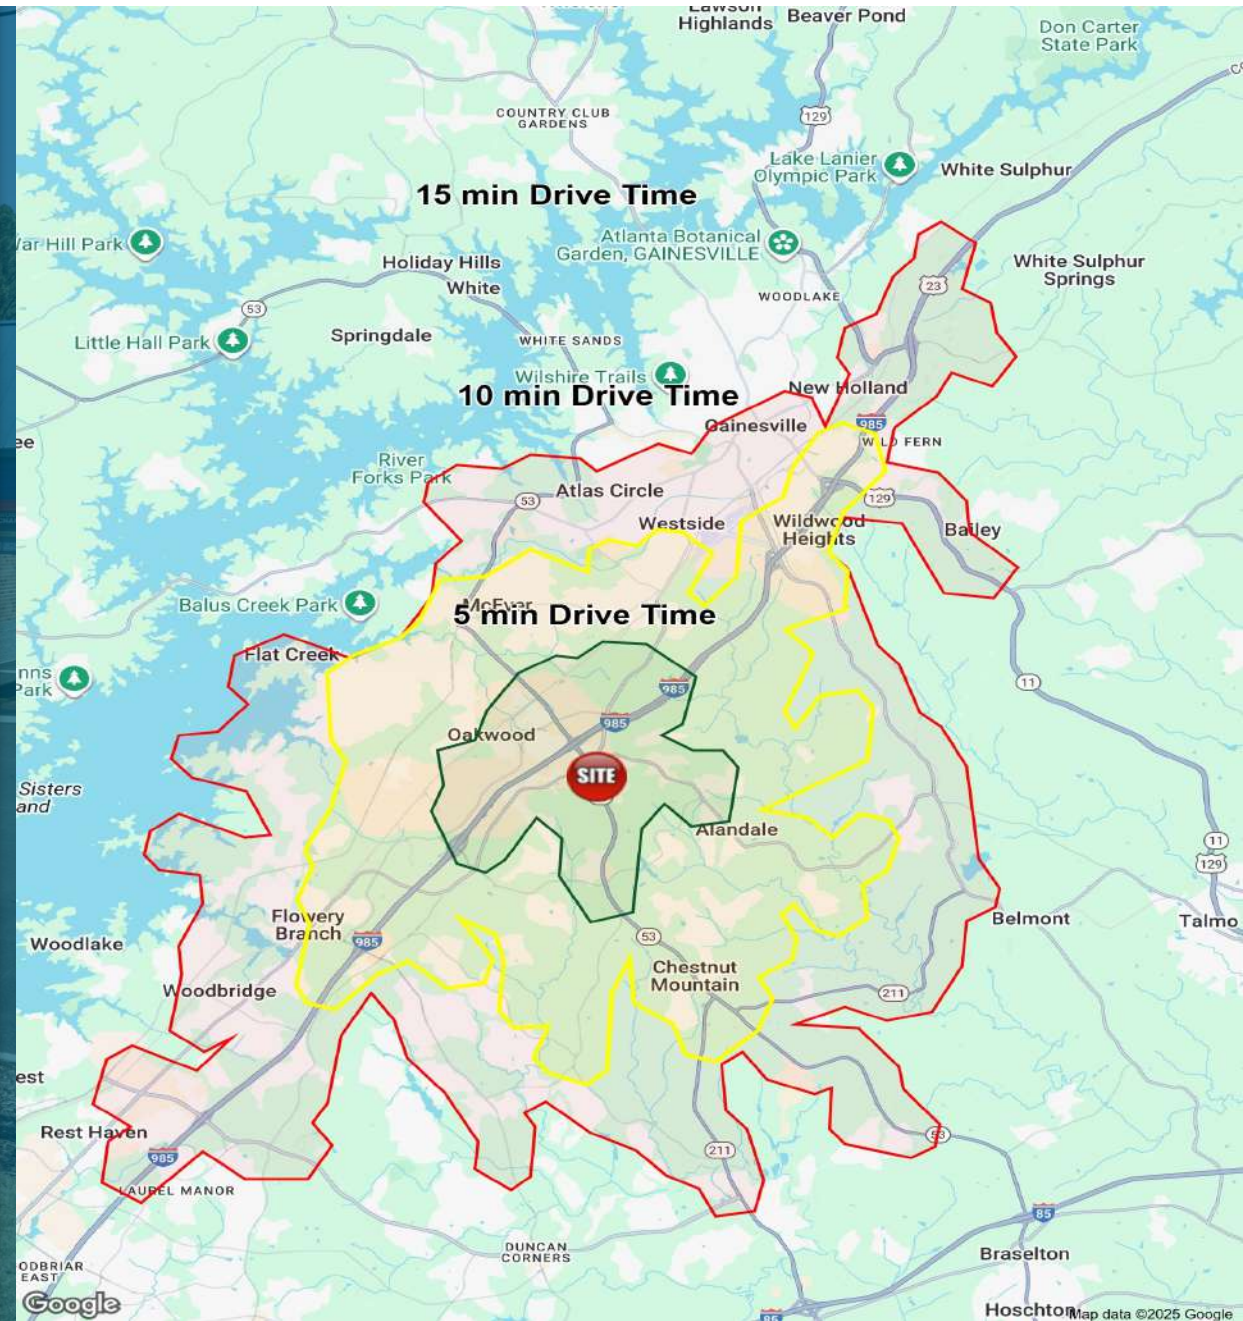 Highlands
Beaver Pond
Don Carter
State Park
COUNTRY CLUB
GARDENS
129
Lake Lanier
Olympic Park
White Sulphur
15 min Drive Time
War Hill Park
Atlanta Botanical
Garden, GAINESVILLE
Holiday Hills
White
White Sulphur
Springs
23
WOODLAKE
53
Little Hall Park
Springdale
WHITE SANDS
Wilshire Trails
10 min Drive Time
New Holland
Gainesville
985
WILD FERN
River
Forks Park
53
Atlas Circle
129
Westside
Wildwood
Heights
Bailey
Balus Creek Park
McEver
5 min Drive Time
Flat Creek
Park
985
11
985
Oakwood
SITE
Sisters
Alandale
11
129
Flowery
Branch
985
Belmont
Talmo
Woodlake
53
Chestnut
Mountain
Woodbridge
211
Rest Haven
985
53
211
LAUREL MANOR
85
DUNCAN
CORNERS
Braselton
EAST
Google
85
Hoschton
Map data ©2025 Google